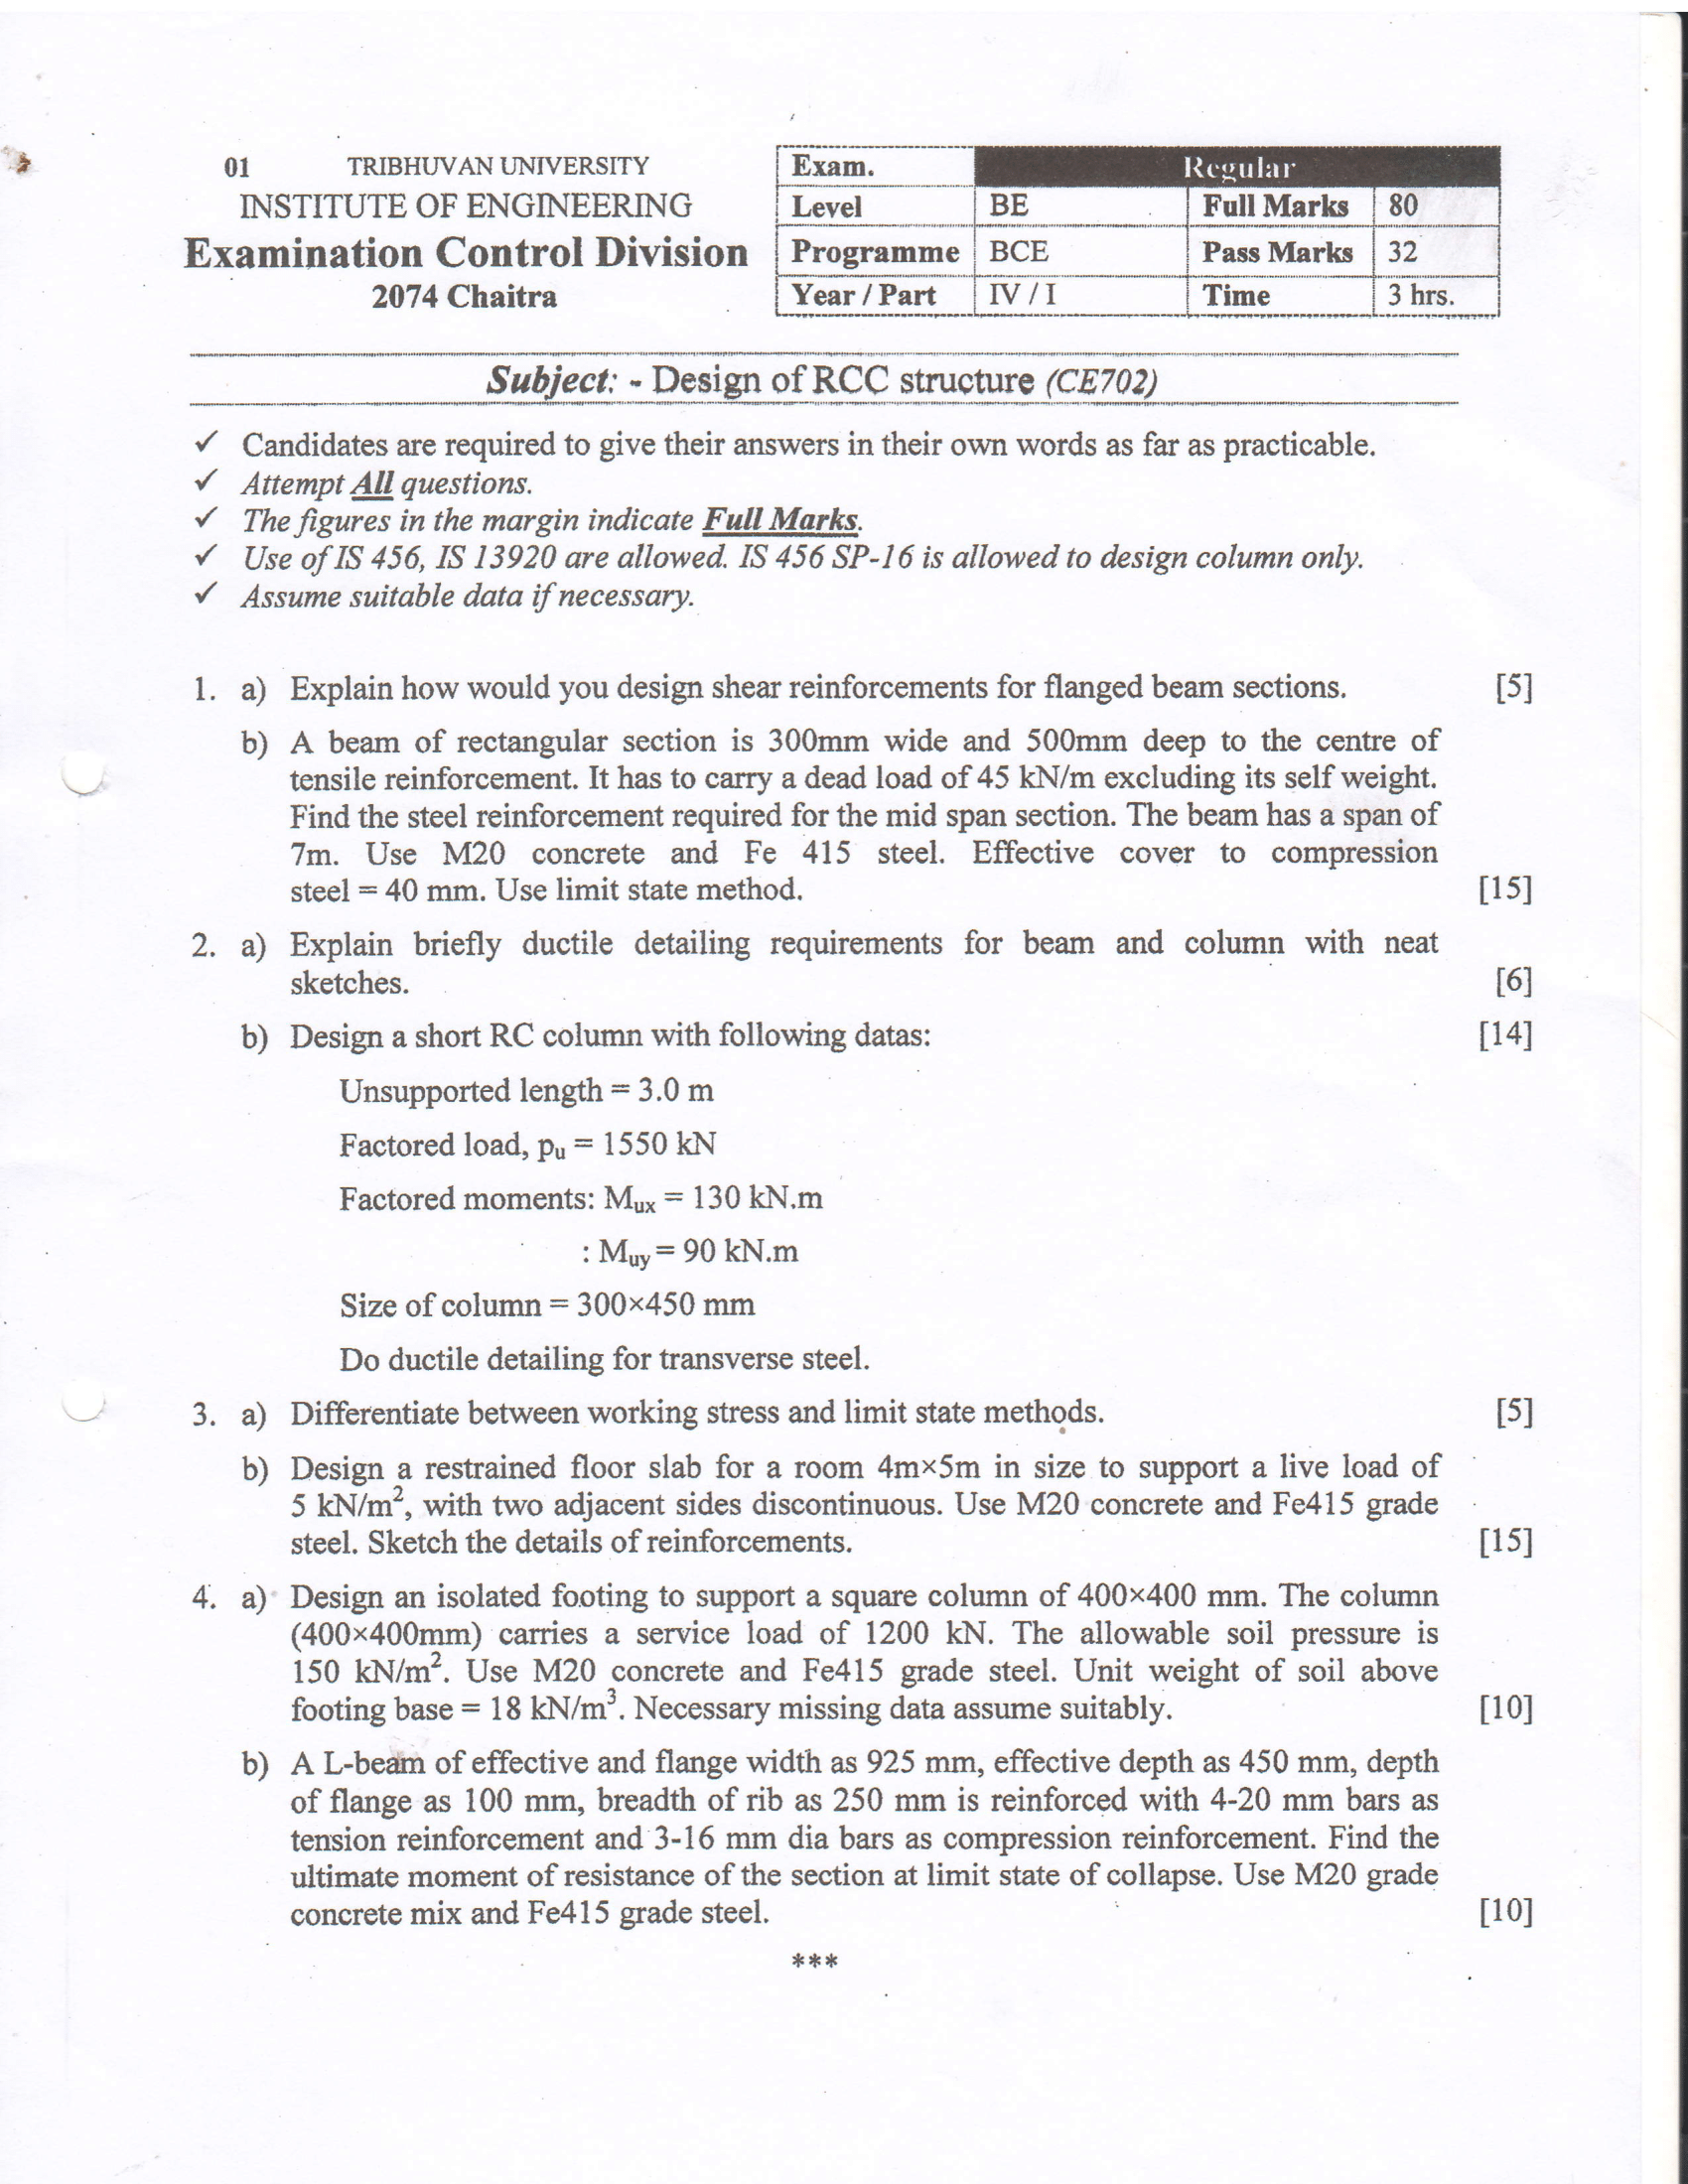 01 TRIBHUVAN UNIVERSITY
INSTITUTE OF ENGINEERING
Examination Control Division
2074 Chaitra
Exam. Regular
Level BE Full Marks 80
Programme BCE Pass Marks 32
Year / Part IV / I Time 3 hrs.
Subject: - Design of RCC structure (CE702)
✓ Candidates are required to give their answers in their own words as far as practicable.
✓ Attempt All questions.
✓ The figures in the margin indicate Full Marks.
✓ Use of IS 456, IS 13920 are allowed. IS 456 SP-16 is allowed to design column only.
✓ Assume suitable data if necessary.
1. a) Explain how would you design shear reinforcements for flanged beam sections. [5]
b) A beam of rectangular section is 300mm wide and 500mm deep to the centre of
tensile reinforcement. It has to carry a dead load of 45 kN/m excluding its self weight.
Find the steel reinforcement required for the mid span section. The beam has a span of
7m. Use M20 concrete and Fe 415 steel. Effective cover to compression
steel = 40 mm. Use limit state method. [15]
2. a) Explain briefly ductile detailing requirements for beam and column with neat
sketches. [6]
b) Design a short RC column with following datas: [14]
Unsupported length = 3.0 m
Factored load, pᵤ = 1550 kN
Factored moments: Mux = 130 kN.m
: Muy = 90 kN.m
Size of column = 300×450 mm
Do ductile detailing for transverse steel.
3. a) Differentiate between working stress and limit state methods. [5]
b) Design a restrained floor slab for a room 4m×5m in size to support a live load of
5 kN/m², with two adjacent sides discontinuous. Use M20 concrete and Fe415 grade
steel. Sketch the details of reinforcements. [15]
4. a) Design an isolated footing to support a square column of 400×400 mm. The column
(400×400mm) carries a service load of 1200 kN. The allowable soil pressure is
150 kN/m². Use M20 concrete and Fe415 grade steel. Unit weight of soil above
footing base = 18 kN/m³. Necessary missing data assume suitably. [10]
b) A L-beam of effective and flange width as 925 mm, effective depth as 450 mm, depth
of flange as 100 mm, breadth of rib as 250 mm is reinforced with 4-20 mm bars as
tension reinforcement and 3-16 mm dia bars as compression reinforcement. Find the
ultimate moment of resistance of the section at limit state of collapse. Use M20 grade
concrete mix and Fe415 grade steel. [10]
***